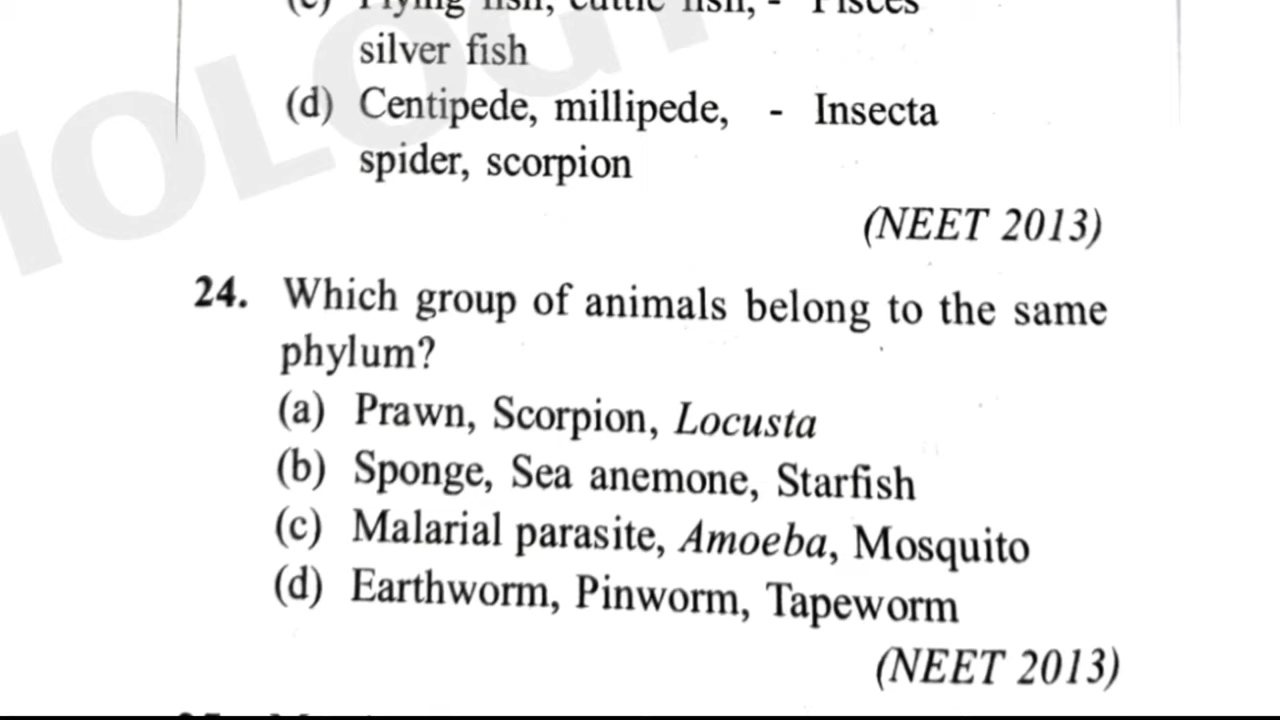 silver fish
(d) Centipede, millipede, - Insecta
spider, scorpion
(NEET 2013)
24. Which group of animals belong to the same
phylum?
(a) Prawn, Scorpion, Locusta
(b) Sponge, Sea anemone, Starfish
(c) Malarial parasite, Amoeba, Mosquito
(d) Earthworm, Pinworm, Tapeworm
(NEET 2013)